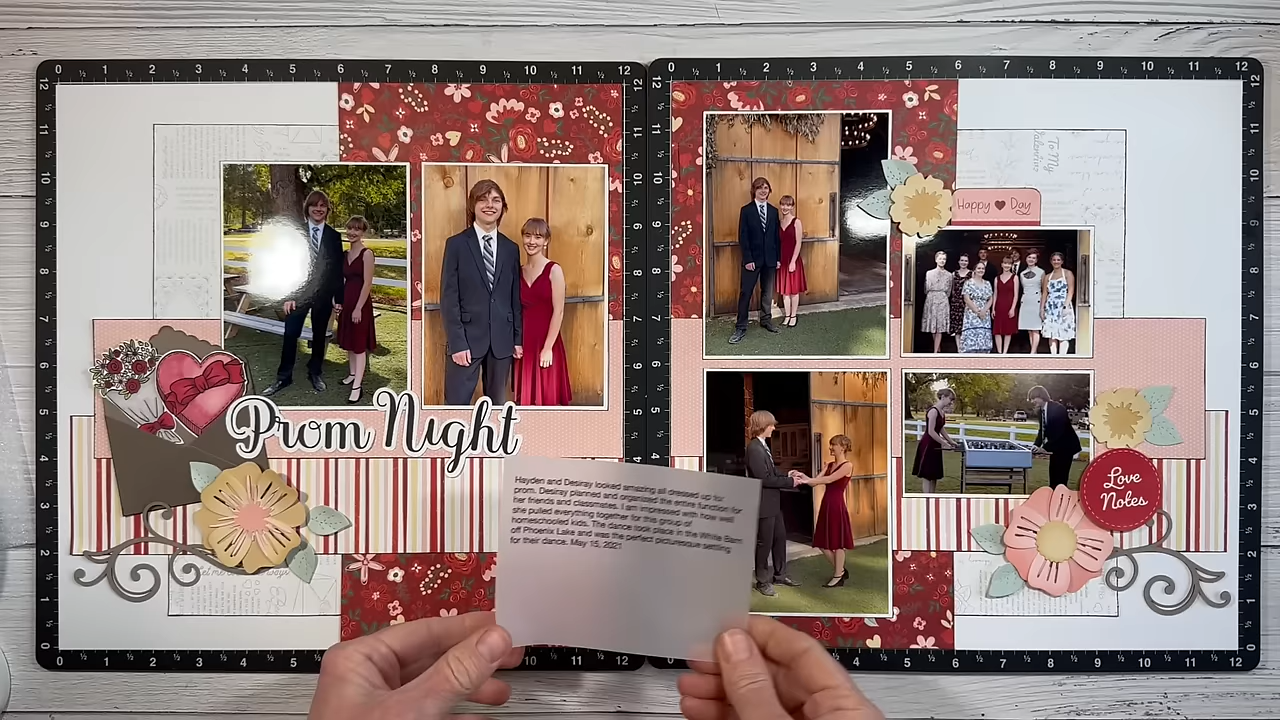 Prom Night
Hayden and Desiray looked amazing all dressed up for
prom. Desiray planned and organized the entire function for
her friends and classmates. I am impressed with how well
she pulled everything together for this group of
homeschooled kids. The dance took place in the White Barn
off Phoenix Lake and was the perfect picturesque setting
for their dance. May 15, 2021
To My
Valentine
Happy Day
Love
Notes